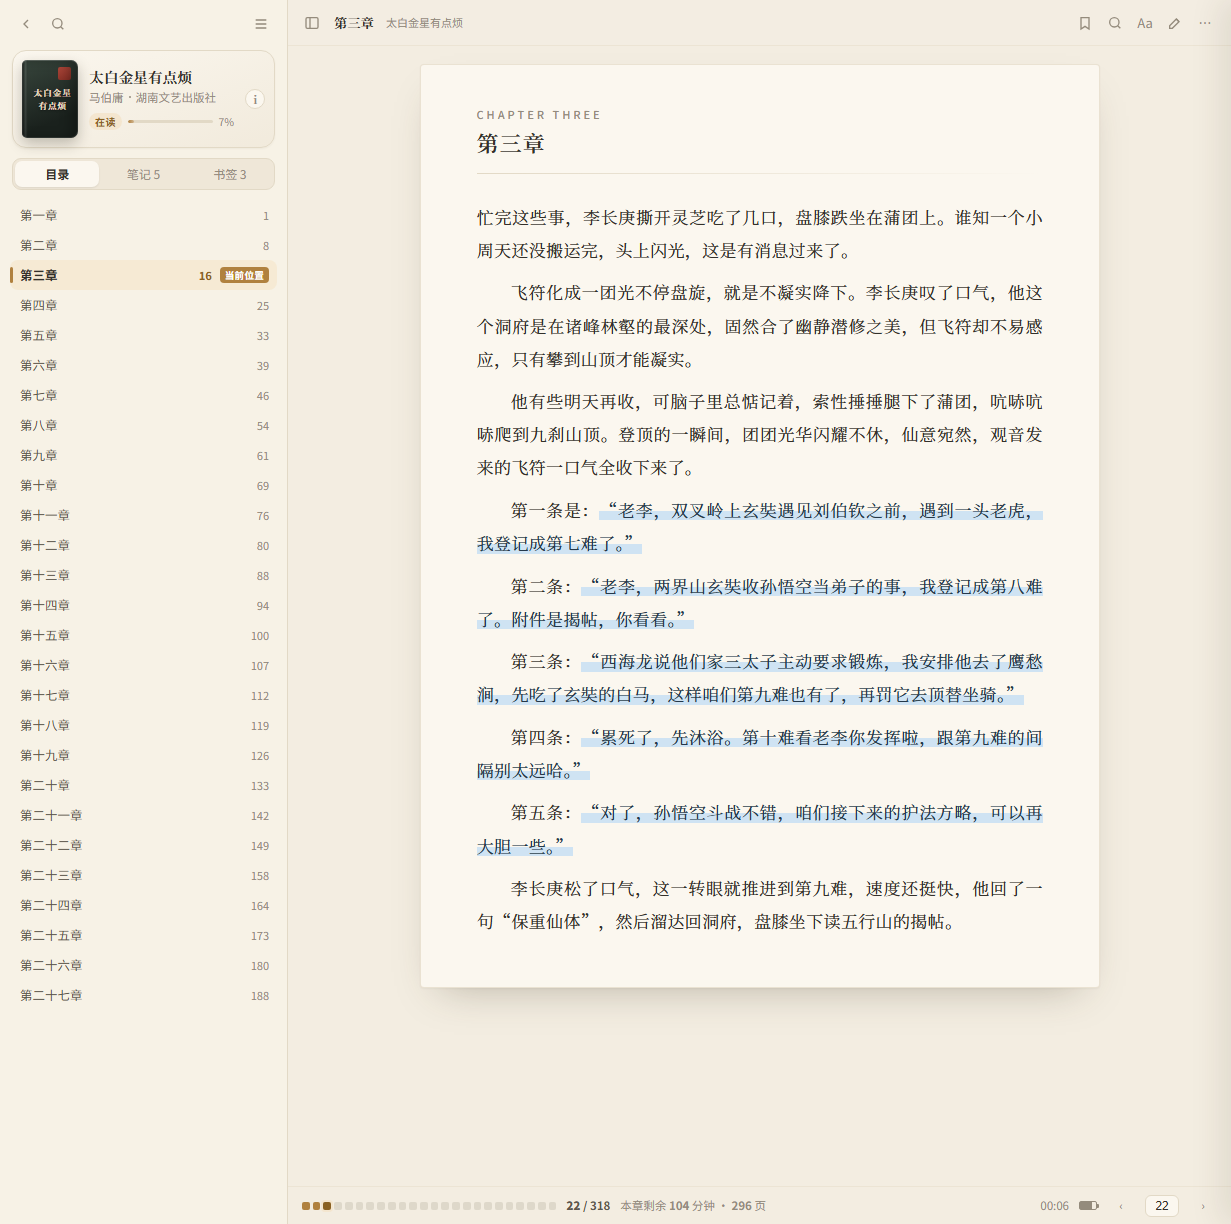 太白金星
有点烦
太白金星有点烦
马伯庸 · 湖南文艺出版社
在读 7%
目录 笔记 5 书签 3
第一章 1
第二章 8
第三章 16 当前位置
第四章 25
第五章 33
第六章 39
第七章 46
第八章 54
第九章 61
第十章 69
第十一章 76
第十二章 80
第十三章 88
第十四章 94
第十五章 100
第十六章 107
第十七章 112
第十八章 119
第十九章 126
第二十章 133
第二十一章 142
第二十二章 149
第二十三章 158
第二十四章 164
第二十五章 173
第二十六章 180
第二十七章 188
第三章 太白金星有点烦
Aa
CHAPTER THREE
第三章
忙完这些事，李长庚撕开灵芝吃了几口，盘膝跌坐在蒲团上。谁知一个小
周天还没搬运完，头上闪光，这是有消息过来了。
飞符化成一团光不停盘旋，就是不凝实降下。李长庚叹了口气，他这
个洞府是在诸峰林壑的最深处，固然合了幽静潜修之美，但飞符却不易感
应，只有攀到山顶才能凝实。
他有些明天再收，可脑子里总惦记着，索性捶捶腿下了蒲团，吭哧吭
哧爬到九刹山顶。登顶的一瞬间，团团光华闪耀不休，仙意宛然，观音发
来的飞符一口气全收下来了。
第一条是：“老李，双叉岭上玄奘遇见刘伯钦之前，遇到一头老虎，
我登记成第七难了。”
第二条：“老李，两界山玄奘收孙悟空当弟子的事，我登记成第八难
了。附件是揭帖，你看看。”
第三条：“西海龙说他们家三太子主动要求锻炼，我安排他去了鹰愁
涧，先吃了玄奘的白马，这样咱们第九难也有了，再罚它去顶替坐骑。”
第四条：“累死了，先沐浴。第十难看老李你发挥啦，跟第九难的间
隔别太远哈。”
第五条：“对了，孙悟空斗战不错，咱们接下来的护法方略，可以再
大胆一些。”
李长庚松了口气，这一转眼就推进到第九难，速度还挺快，他回了一
句“保重仙体”，然后溜达回洞府，盘膝坐下读五行山的揭帖。
22 / 318 本章剩余 104 分钟 · 296 页
00:06 ‹ 22 ›